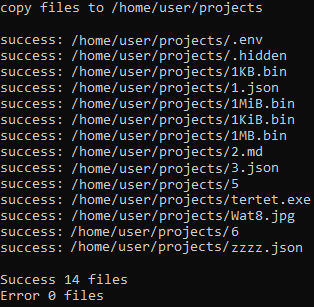 copy files to /home/user/projects
success: /home/user/projects/.env
success: /home/user/projects/.hidden
success: /home/user/projects/1KB.bin
success: /home/user/projects/1.json
success: /home/user/projects/1MiB.bin
success: /home/user/projects/1KiB.bin
success: /home/user/projects/1MB.bin
success: /home/user/projects/2.md
success: /home/user/projects/3.json
success: /home/user/projects/5
success: /home/user/projects/tertet.exe
success: /home/user/projects/Wat8.jpg
success: /home/user/projects/6
success: /home/user/projects/zzzz.json
Success 14 files
Error 0 files